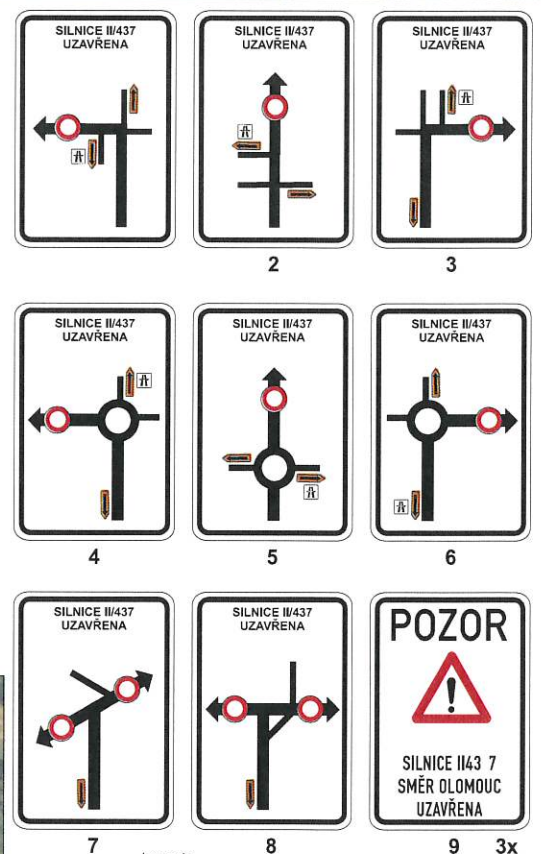 SILNICE II/437
UZAVŘENA
SILNICE II/437
UZAVŘENA
2
SILNICE II/437
UZAVŘENA
3
SILNICE II/437
UZAVŘENA
4
SILNICE II/437
UZAVŘENA
5
SILNICE II/437
UZAVŘENA
6
SILNICE II/437
UZAVŘENA
7
SILNICE II/437
UZAVŘENA
8
POZOR
!
SILNICE II43 7
SMĚR OLOMOUC
UZAVŘENA
9 3x